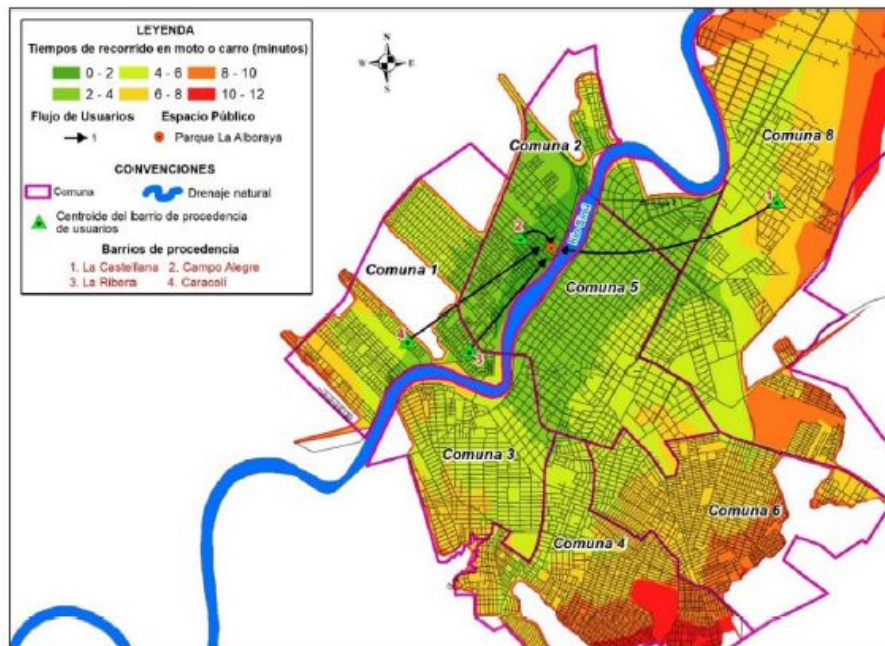 LEYENDA
Tiempos de recorrido en moto o carro (minutos)
0 - 2 4 - 6 8 - 10
2 - 4 6 - 8 10 - 12
Flujo de Usuarios Espacio Público
1 Parque La Alboraya
CONVENCIONES
Comuna Drenaje natural
Centroide del barrio de procedencia
de usuarios
Barrios de procedencia
1. La Castellana 2. Campo Alegre
3. La Ribera 4. Caracolí
N
W E
S
Comuna 2
Comuna 8
1
2
Río Sinú
Comuna 1
Comuna 5
4
3
Comuna 3
Comuna 6
Comuna 4